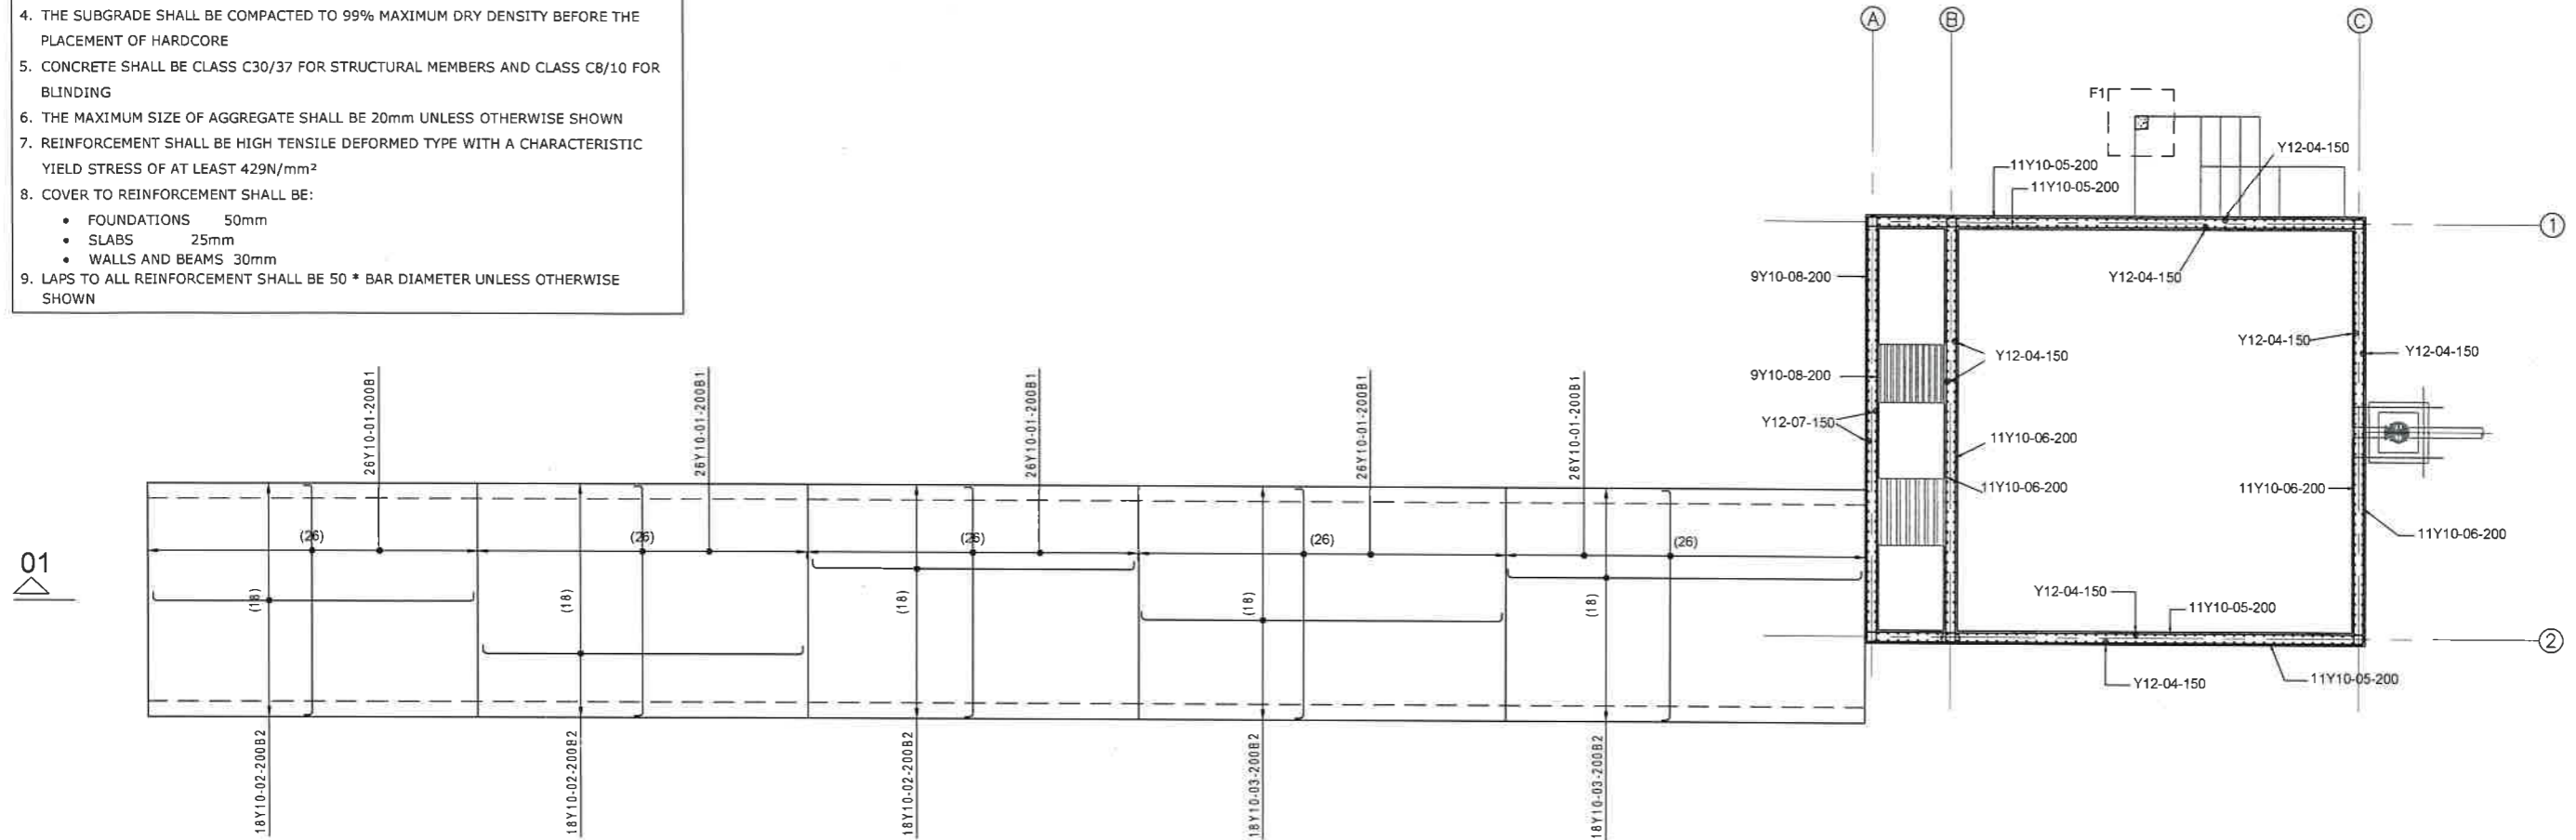 4. THE SUBGRADE SHALL BE COMPACTED TO 99% MAXIMUM DRY DENSITY BEFORE THE
PLACEMENT OF HARDCORE
5. CONCRETE SHALL BE CLASS C30/37 FOR STRUCTURAL MEMBERS AND CLASS C8/10 FOR
BLINDING
6. THE MAXIMUM SIZE OF AGGREGATE SHALL BE 20mm UNLESS OTHERWISE SHOWN
7. REINFORCEMENT SHALL BE HIGH TENSILE DEFORMED TYPE WITH A CHARACTERISTIC
YIELD STRESS OF AT LEAST 429N/mm²
8. COVER TO REINFORCEMENT SHALL BE:
• FOUNDATIONS 50mm
• SLABS 25mm
• WALLS AND BEAMS 30mm
9. LAPS TO ALL REINFORCEMENT SHALL BE 50 * BAR DIAMETER UNLESS OTHERWISE
SHOWN
A
B
C
F1
Y12-04-150
11Y10-05-200
11Y10-05-200
1
9Y10-08-200
Y12-04-150
Y12-04-150
Y12-04-150
Y12-04-150
9Y10-08-200
Y12-07-150
11Y10-06-200
11Y10-06-200
11Y10-06-200
11Y10-06-200
Y12-04-150
11Y10-05-200
2
Y12-04-150
11Y10-05-200
26Y10-01-200B1
26Y10-01-200B1
26Y10-01-200B1
26Y10-01-200B1
26Y10-01-200B1
(26)
(26)
(26)
(26)
(26)
01
(18)
(18)
(18)
(18)
(18)
18Y10-02-200B2
18Y10-02-200B2
18Y10-02-200B2
18Y10-03-200B2
18Y10-03-200B2